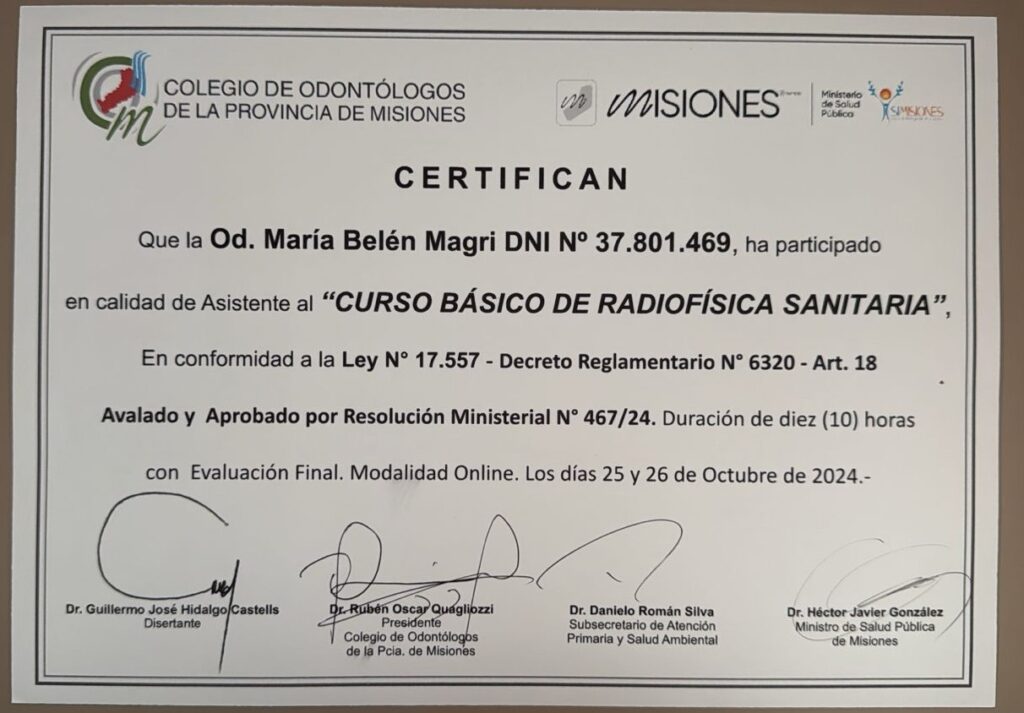 COLEGIO DE ODONTÓLOGOS
DE LA PROVINCIA DE MISIONES
MISIONES
Ministerio
de Salud
Pública
SIMISIONES
CERTIFICAN
Que la Od. María Belén Magri DNI Nº 37.801.469, ha participado
en calidad de Asistente al “CURSO BÁSICO DE RADIOFÍSICA SANITARIA”,
En conformidad a la Ley N° 17.557 - Decreto Reglamentario N° 6320 - Art. 18
Avalado y Aprobado por Resolución Ministerial N° 467/24. Duración de diez (10) horas
con Evaluación Final. Modalidad Online. Los días 25 y 26 de Octubre de 2024.-
Dr. Guillermo José Hidalgo Castells
Disertante
Dr. Rubén Oscar Quagliozzi
Presidente
Colegio de Odontólogos
de la Pcia. de Misiones
Dr. Danielo Román Silva
Subsecretario de Atención
Primaria y Salud Ambiental
Dr. Héctor Javier González
Ministro de Salud Pública
de Misiones